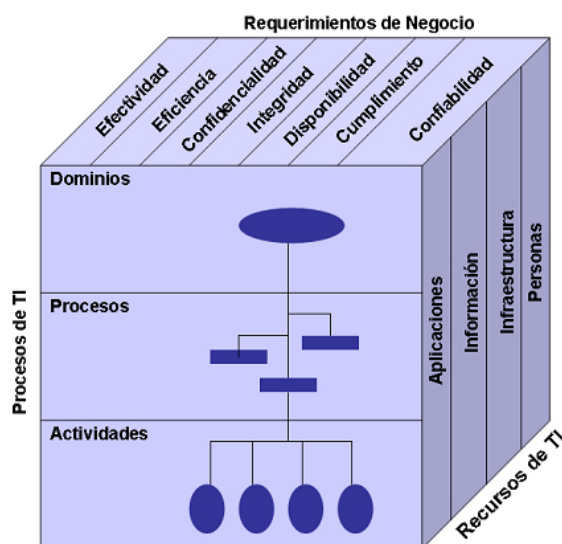 Requerimientos de Negocio
Efectividad
Eficiencia
Confidencialidad
Integridad
Disponibilidad
Cumplimiento
Confiabilidad
Procesos de TI
Dominios
Procesos
Actividades
Aplicaciones
Información
Infraestructura
Personas
Recursos de TI